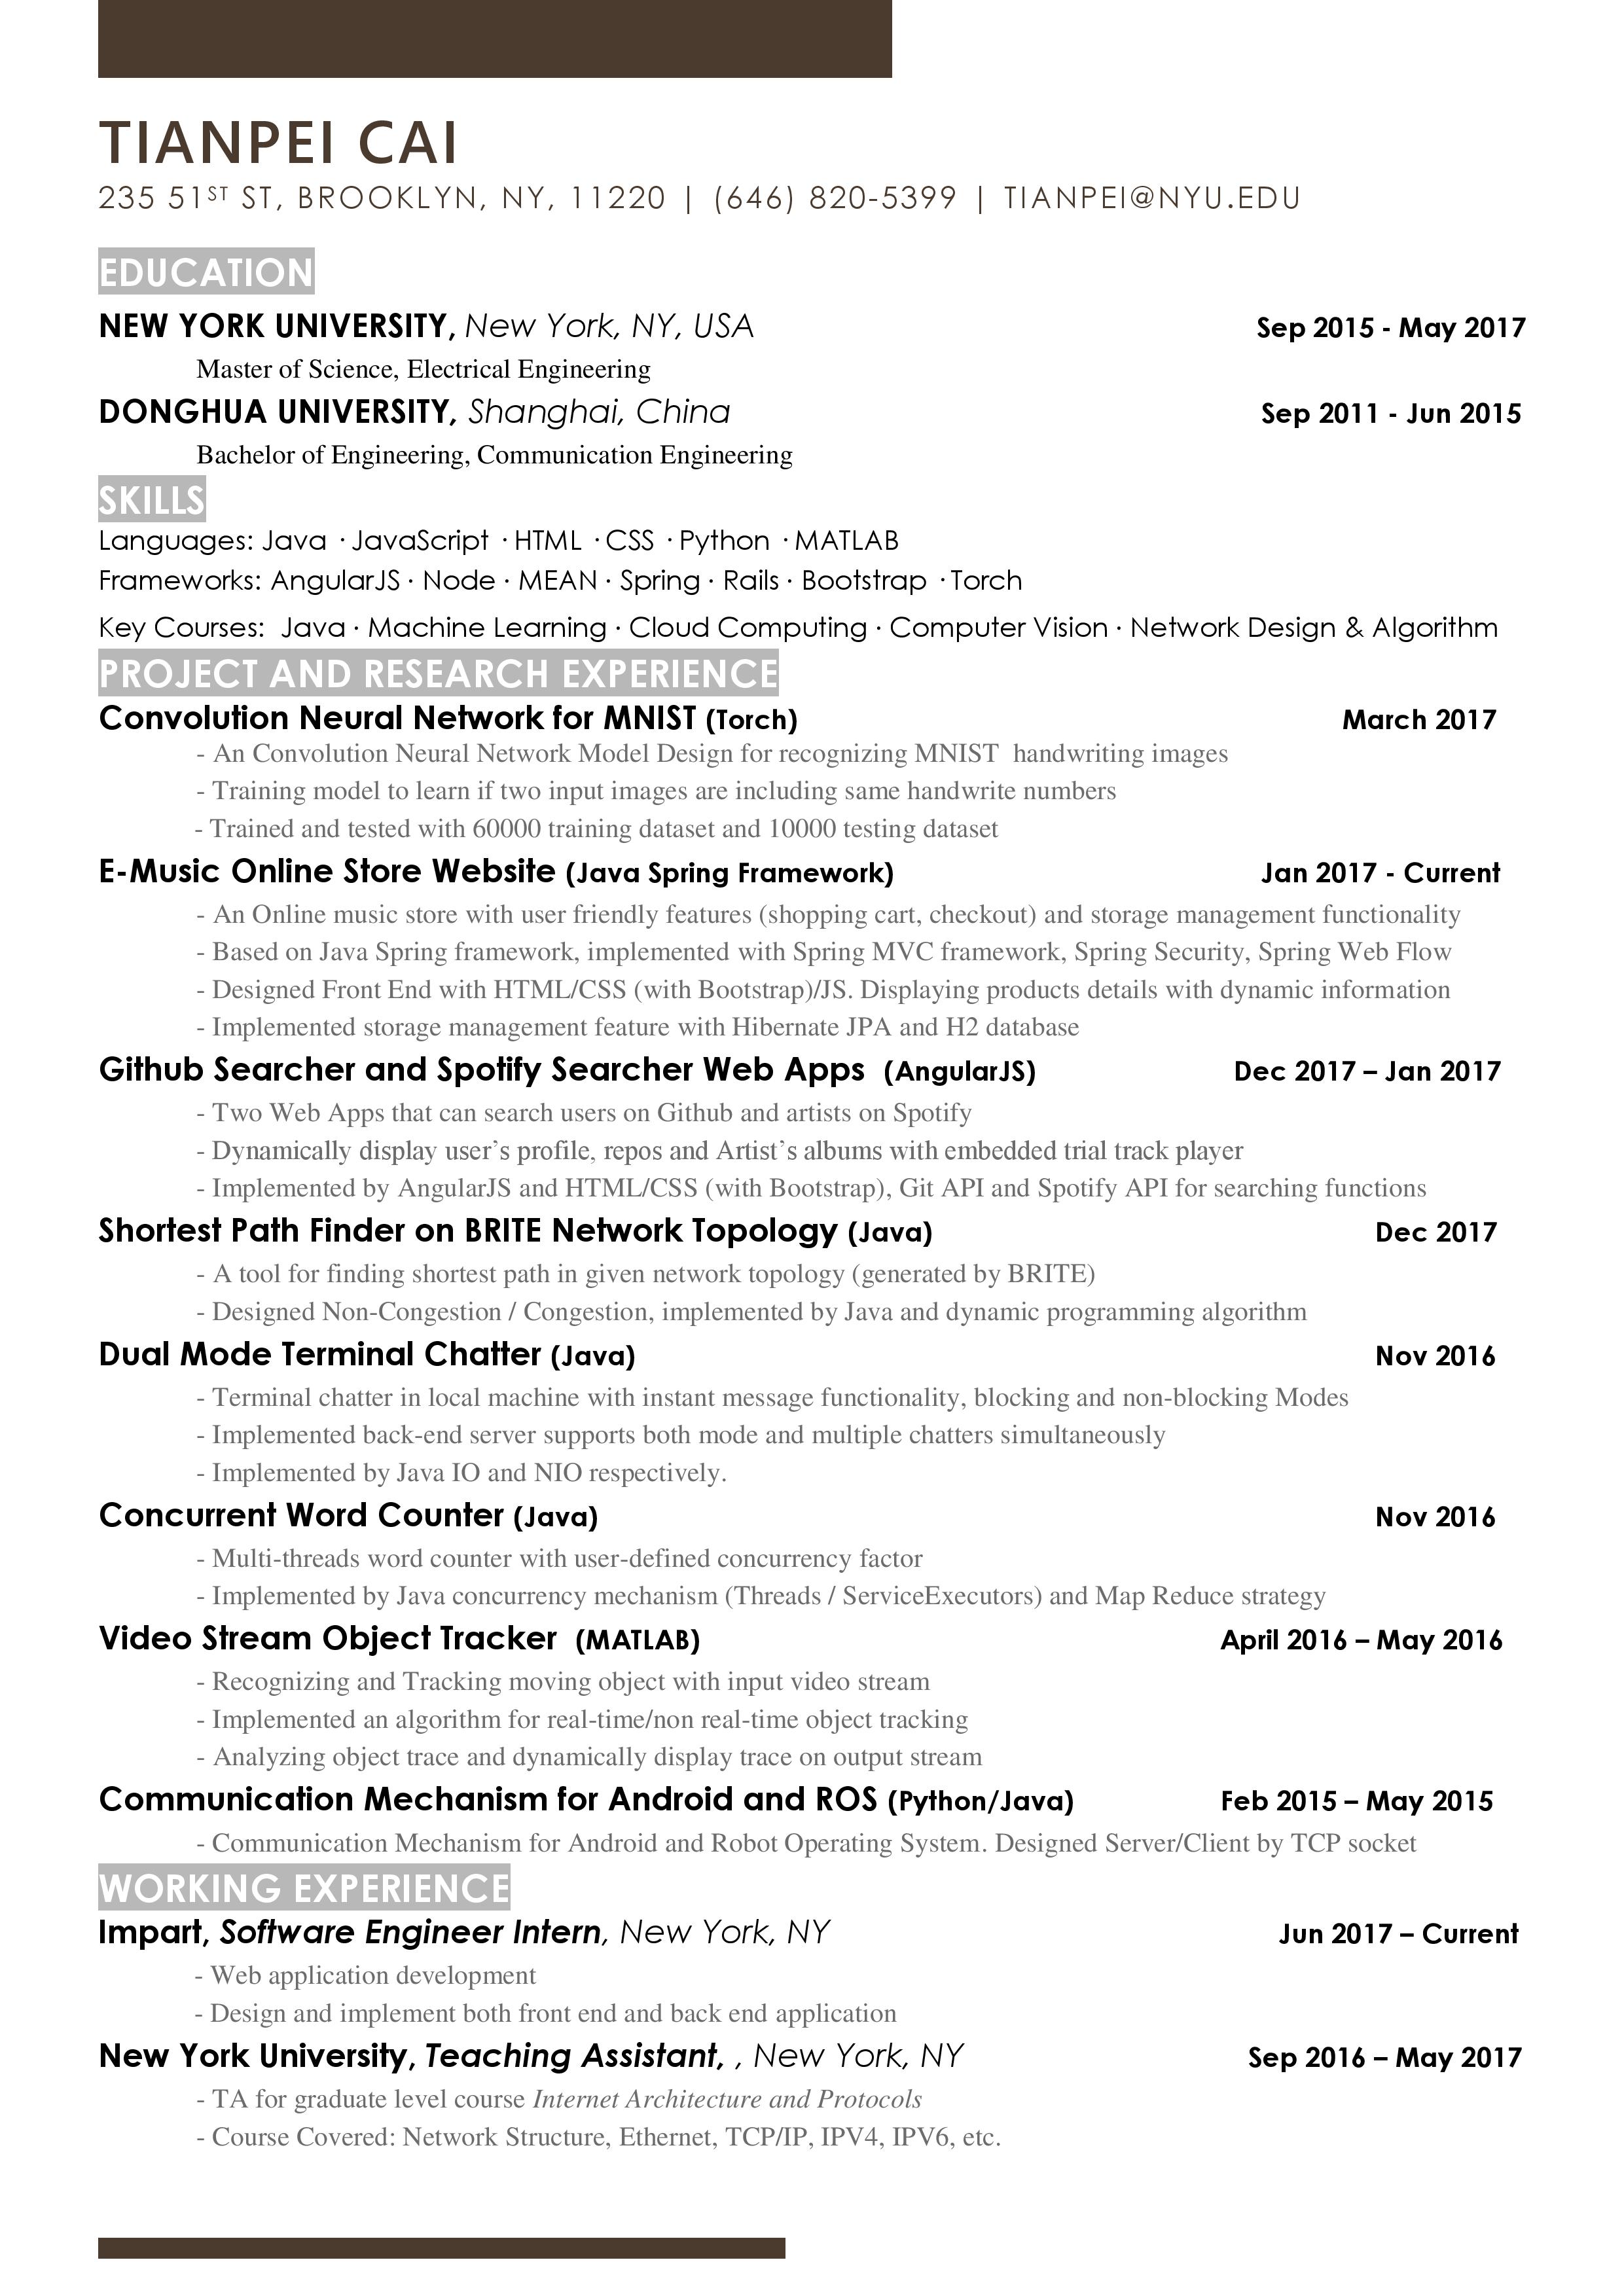 TIANPEI CAI
235 51ST ST, BROOKLYN, NY, 11220 | (646) 820-5399 | TIANPEI@NYU.EDU
EDUCATION
NEW YORK UNIVERSITY, New York, NY, USA Sep 2015 - May 2017
Master of Science, Electrical Engineering
DONGHUA UNIVERSITY, Shanghai, China Sep 2011 - Jun 2015
Bachelor of Engineering, Communication Engineering
SKILLS
Languages: Java · JavaScript · HTML · CSS · Python · MATLAB
Frameworks: AngularJS · Node · MEAN · Spring · Rails · Bootstrap · Torch
Key Courses: Java · Machine Learning · Cloud Computing · Computer Vision · Network Design & Algorithm
PROJECT AND RESEARCH EXPERIENCE
Convolution Neural Network for MNIST (Torch) March 2017
- An Convolution Neural Network Model Design for recognizing MNIST handwriting images
- Training model to learn if two input images are including same handwrite numbers
- Trained and tested with 60000 training dataset and 10000 testing dataset
E-Music Online Store Website (Java Spring Framework) Jan 2017 - Current
- An Online music store with user friendly features (shopping cart, checkout) and storage management functionality
- Based on Java Spring framework, implemented with Spring MVC framework, Spring Security, Spring Web Flow
- Designed Front End with HTML/CSS (with Bootstrap)/JS. Displaying products details with dynamic information
- Implemented storage management feature with Hibernate JPA and H2 database
Github Searcher and Spotify Searcher Web Apps (AngularJS) Dec 2017 – Jan 2017
- Two Web Apps that can search users on Github and artists on Spotify
- Dynamically display user’s profile, repos and Artist’s albums with embedded trial track player
- Implemented by AngularJS and HTML/CSS (with Bootstrap), Git API and Spotify API for searching functions
Shortest Path Finder on BRITE Network Topology (Java) Dec 2017
- A tool for finding shortest path in given network topology (generated by BRITE)
- Designed Non-Congestion / Congestion, implemented by Java and dynamic programming algorithm
Dual Mode Terminal Chatter (Java) Nov 2016
- Terminal chatter in local machine with instant message functionality, blocking and non-blocking Modes
- Implemented back-end server supports both mode and multiple chatters simultaneously
- Implemented by Java IO and NIO respectively.
Concurrent Word Counter (Java) Nov 2016
- Multi-threads word counter with user-defined concurrency factor
- Implemented by Java concurrency mechanism (Threads / ServiceExecutors) and Map Reduce strategy
Video Stream Object Tracker (MATLAB) April 2016 – May 2016
- Recognizing and Tracking moving object with input video stream
- Implemented an algorithm for real-time/non real-time object tracking
- Analyzing object trace and dynamically display trace on output stream
Communication Mechanism for Android and ROS (Python/Java) Feb 2015 – May 2015
- Communication Mechanism for Android and Robot Operating System. Designed Server/Client by TCP socket
WORKING EXPERIENCE
Impart, Software Engineer Intern, New York, NY Jun 2017 – Current
- Web application development
- Design and implement both front end and back end application
New York University, Teaching Assistant, , New York, NY Sep 2016 – May 2017
- TA for graduate level course Internet Architecture and Protocols
- Course Covered: Network Structure, Ethernet, TCP/IP, IPV4, IPV6, etc.